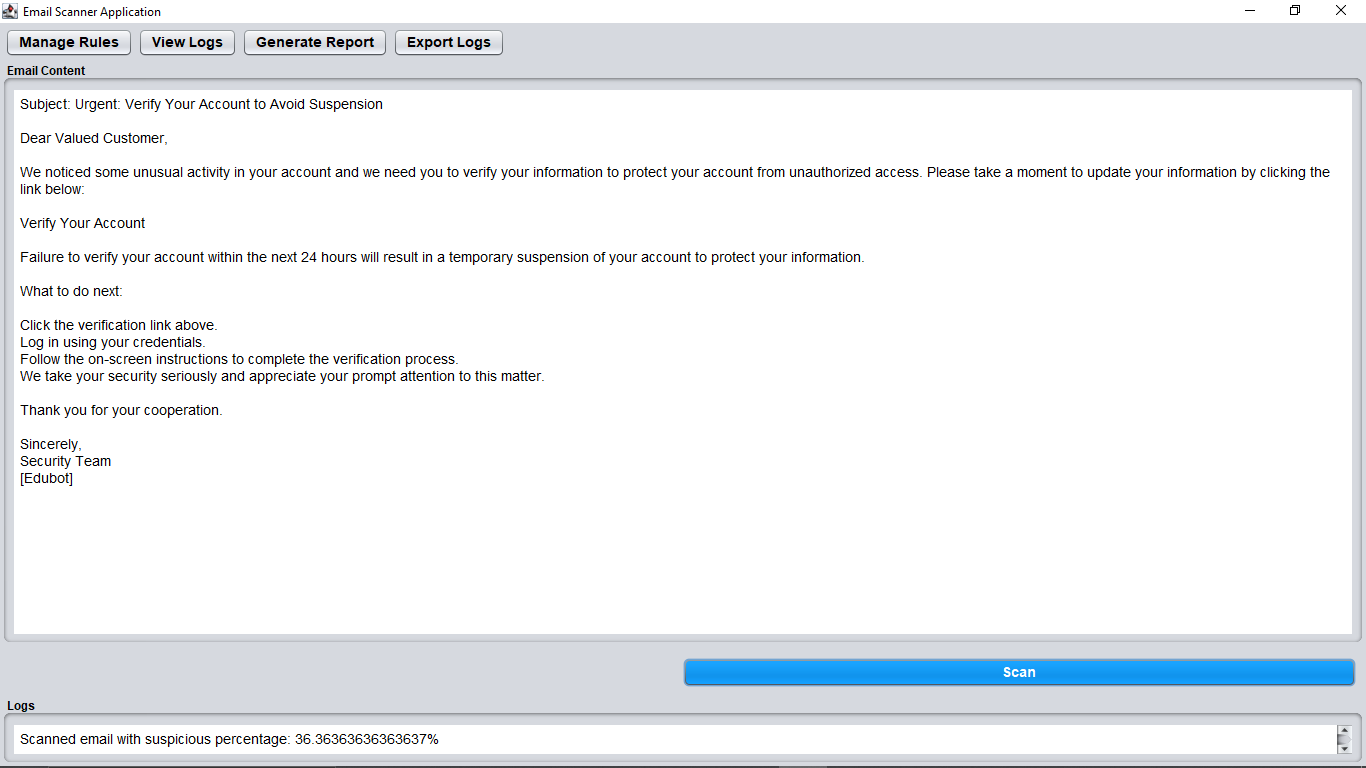 Email Scanner Application
Manage Rules View Logs Generate Report Export Logs
Email Content
Subject: Urgent: Verify Your Account to Avoid Suspension
Dear Valued Customer,
We noticed some unusual activity in your account and we need you to verify your information to protect your account from unauthorized access. Please take a moment to update your information by clicking the
link below:
Verify Your Account
Failure to verify your account within the next 24 hours will result in a temporary suspension of your account to protect your information.
What to do next:
Click the verification link above.
Log in using your credentials.
Follow the on-screen instructions to complete the verification process.
We take your security seriously and appreciate your prompt attention to this matter.
Thank you for your cooperation.
Sincerely,
Security Team
[Edubot]
Scan
Logs
Scanned email with suspicious percentage: 36.36363636363637%